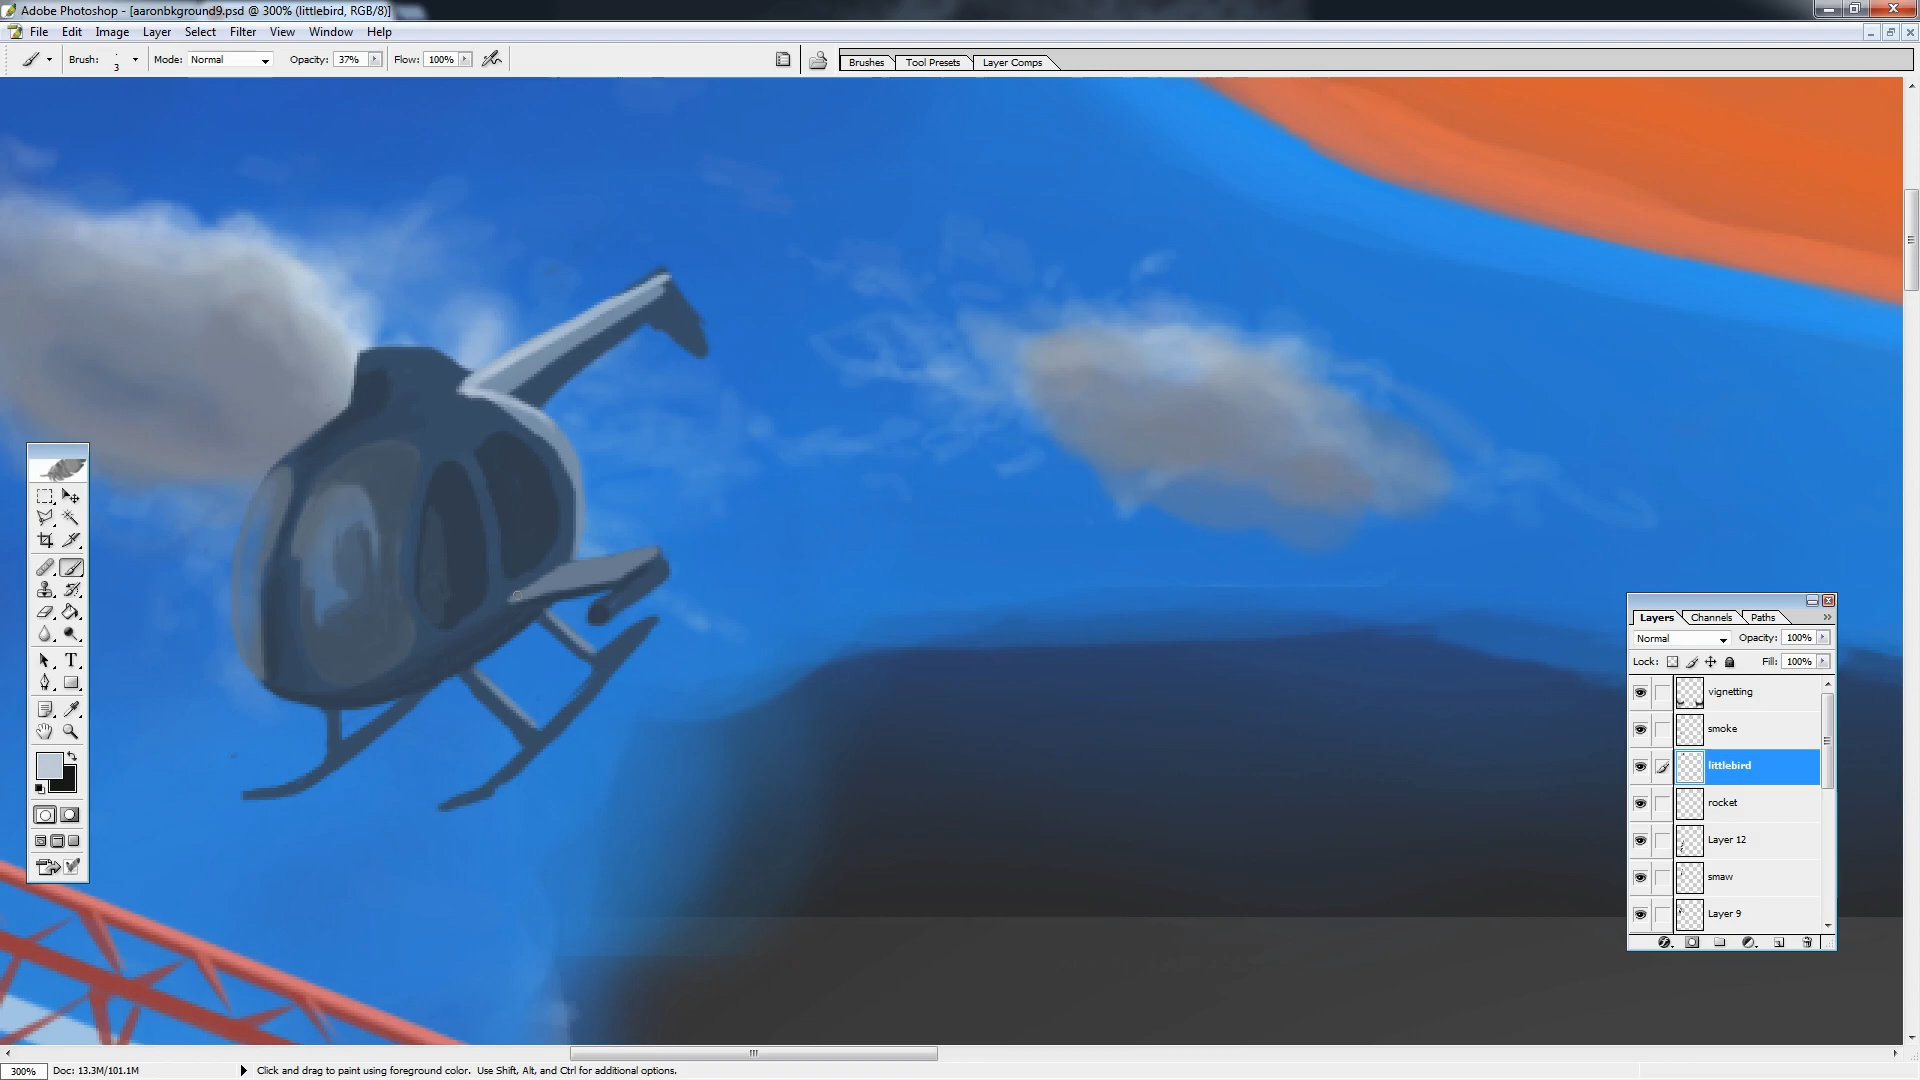 Adobe Photoshop - [aaronbkground9.psd @ 300% (littlebird, RGB/8)]
File Edit Image Layer Select Filter View Window Help
Brush: 3 Mode: Normal Opacity: 37% Flow: 100% Brushes Tool Presets Layer Comps
Layers Channels Paths
Normal Opacity: 100%
Lock: Fill: 100%
vignetting
smoke
littlebird
rocket
Layer 12
smaw
Layer 9
300% Doc: 13.3M/101.1M Click and drag to paint using foreground color. Use Shift, Alt, and Ctrl for additional options.